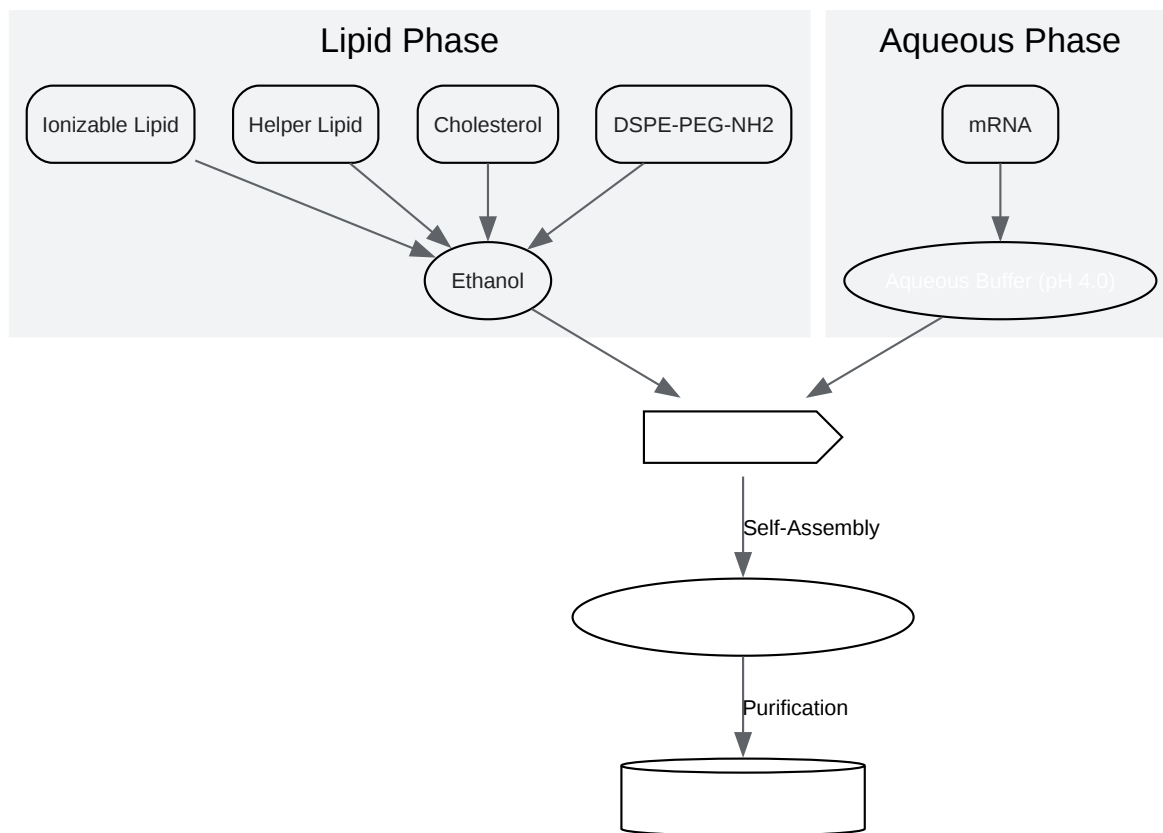 Lipid Phase
Aqueous Phase
Ionizable Lipid
Helper Lipid
Cholesterol
DSPE-PEG-NH2
mRNA
Ethanol
Aqueous Buffer (pH 4.0)
Self-Assembly
Purification